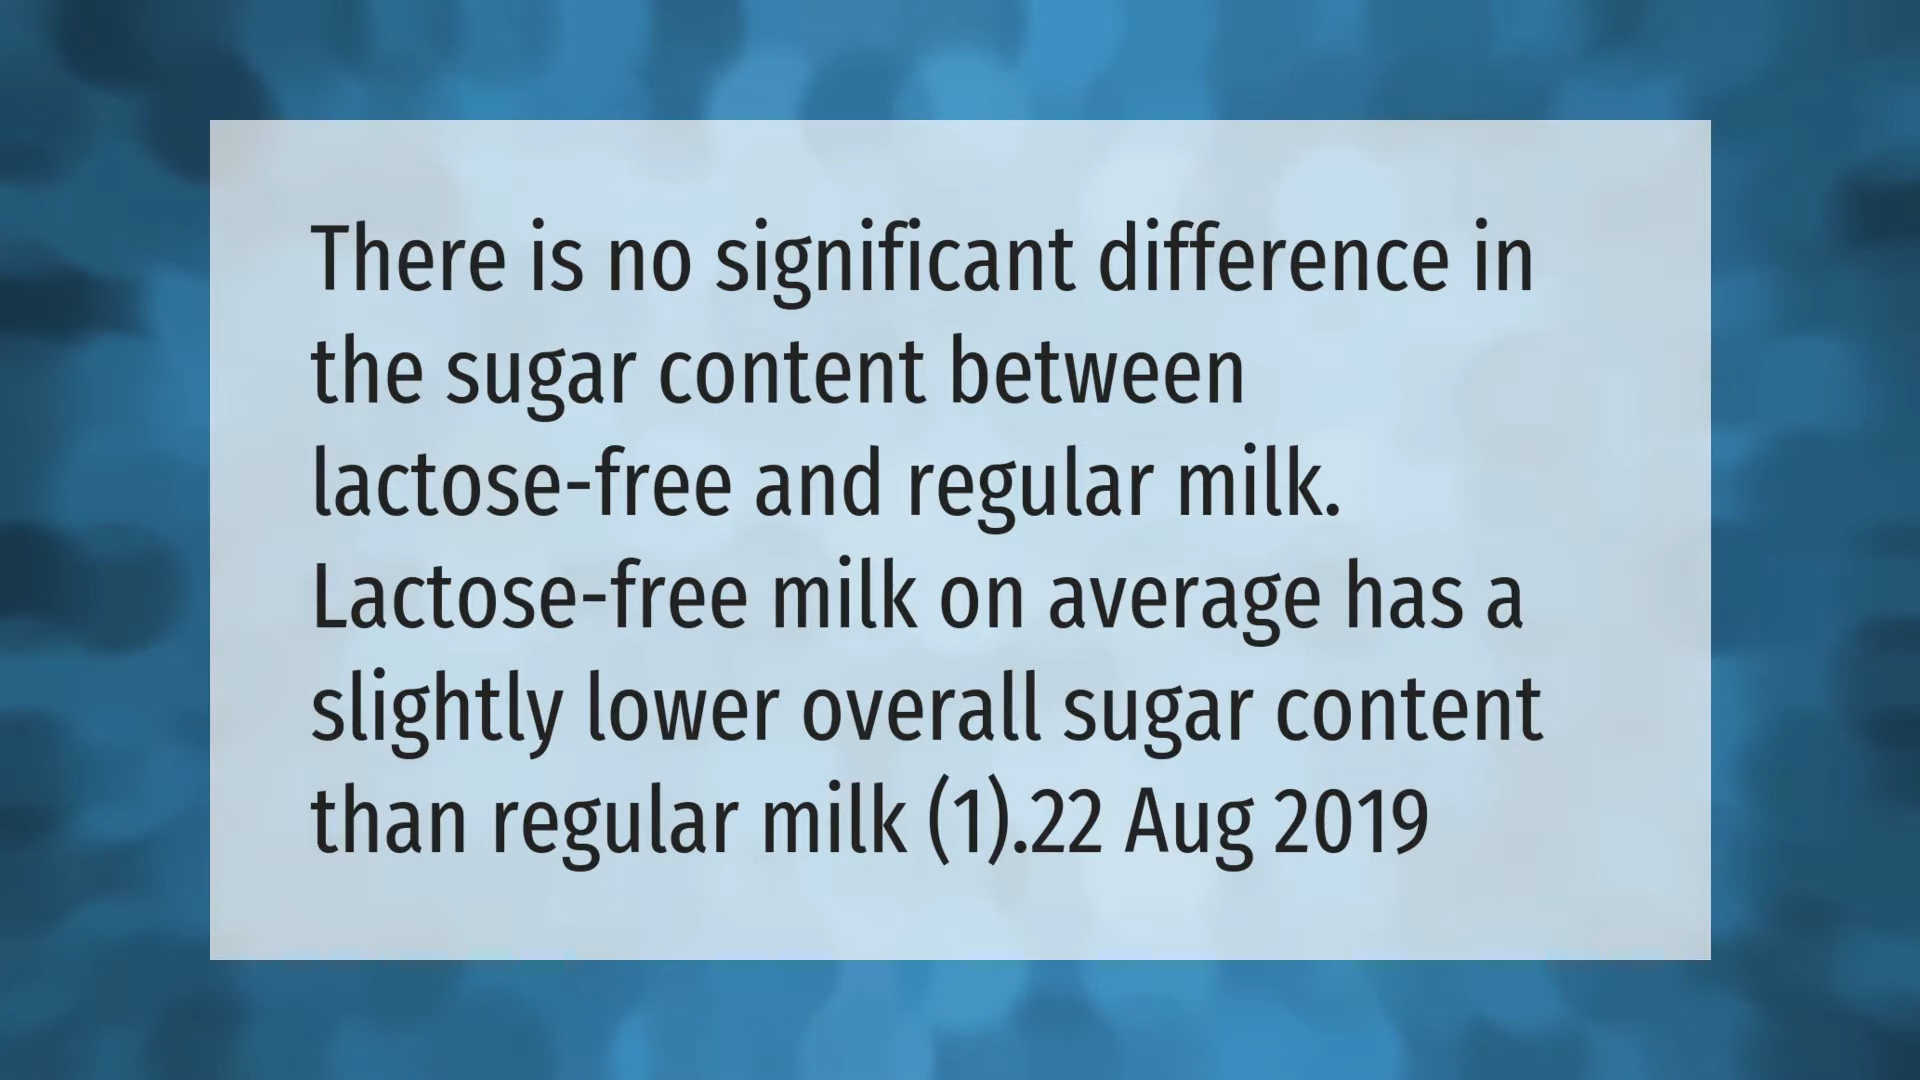 There is no significant difference in
the sugar content between
lactose-free and regular milk.
Lactose-free milk on average has a
slightly lower overall sugar content
than regular milk (1).22 Aug 2019